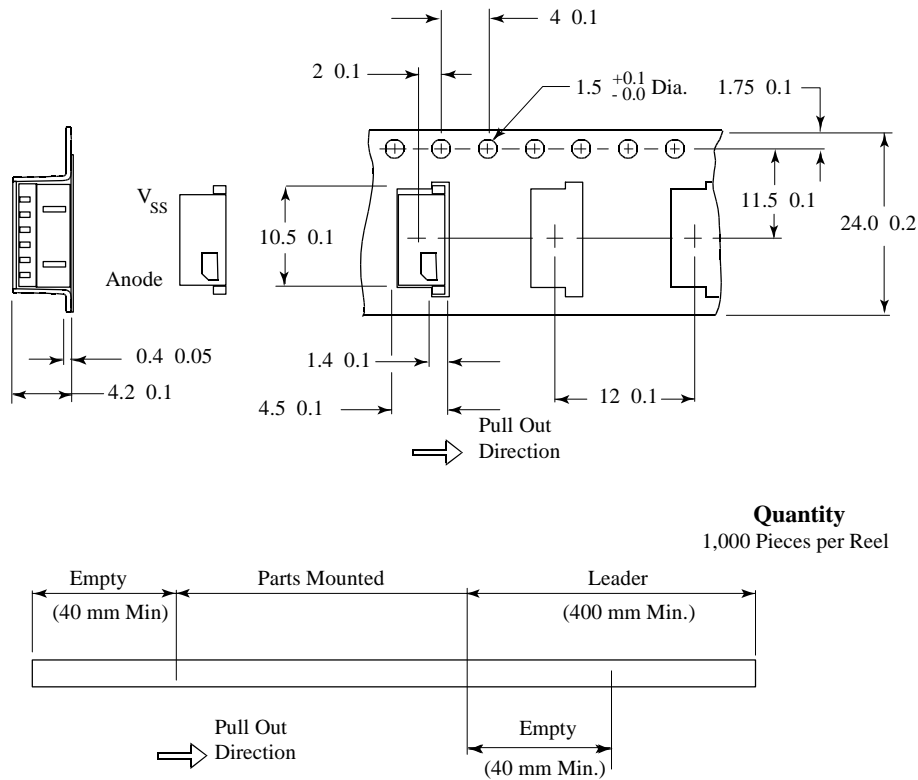 4 0.1
2 0.1
1.5 +0.1 - 0.0 Dia.
1.75 0.1
VSS
Anode
10.5 0.1
11.5 0.1
24.0 0.2
0.4 0.05
4.2 0.1
1.4 0.1
4.5 0.1
12 0.1
Pull Out
Direction
Quantity
1,000 Pieces per Reel
Empty
(40 mm Min)
Parts Mounted
Leader
(400 mm Min.)
Pull Out
Direction
Empty
(40 mm Min.)